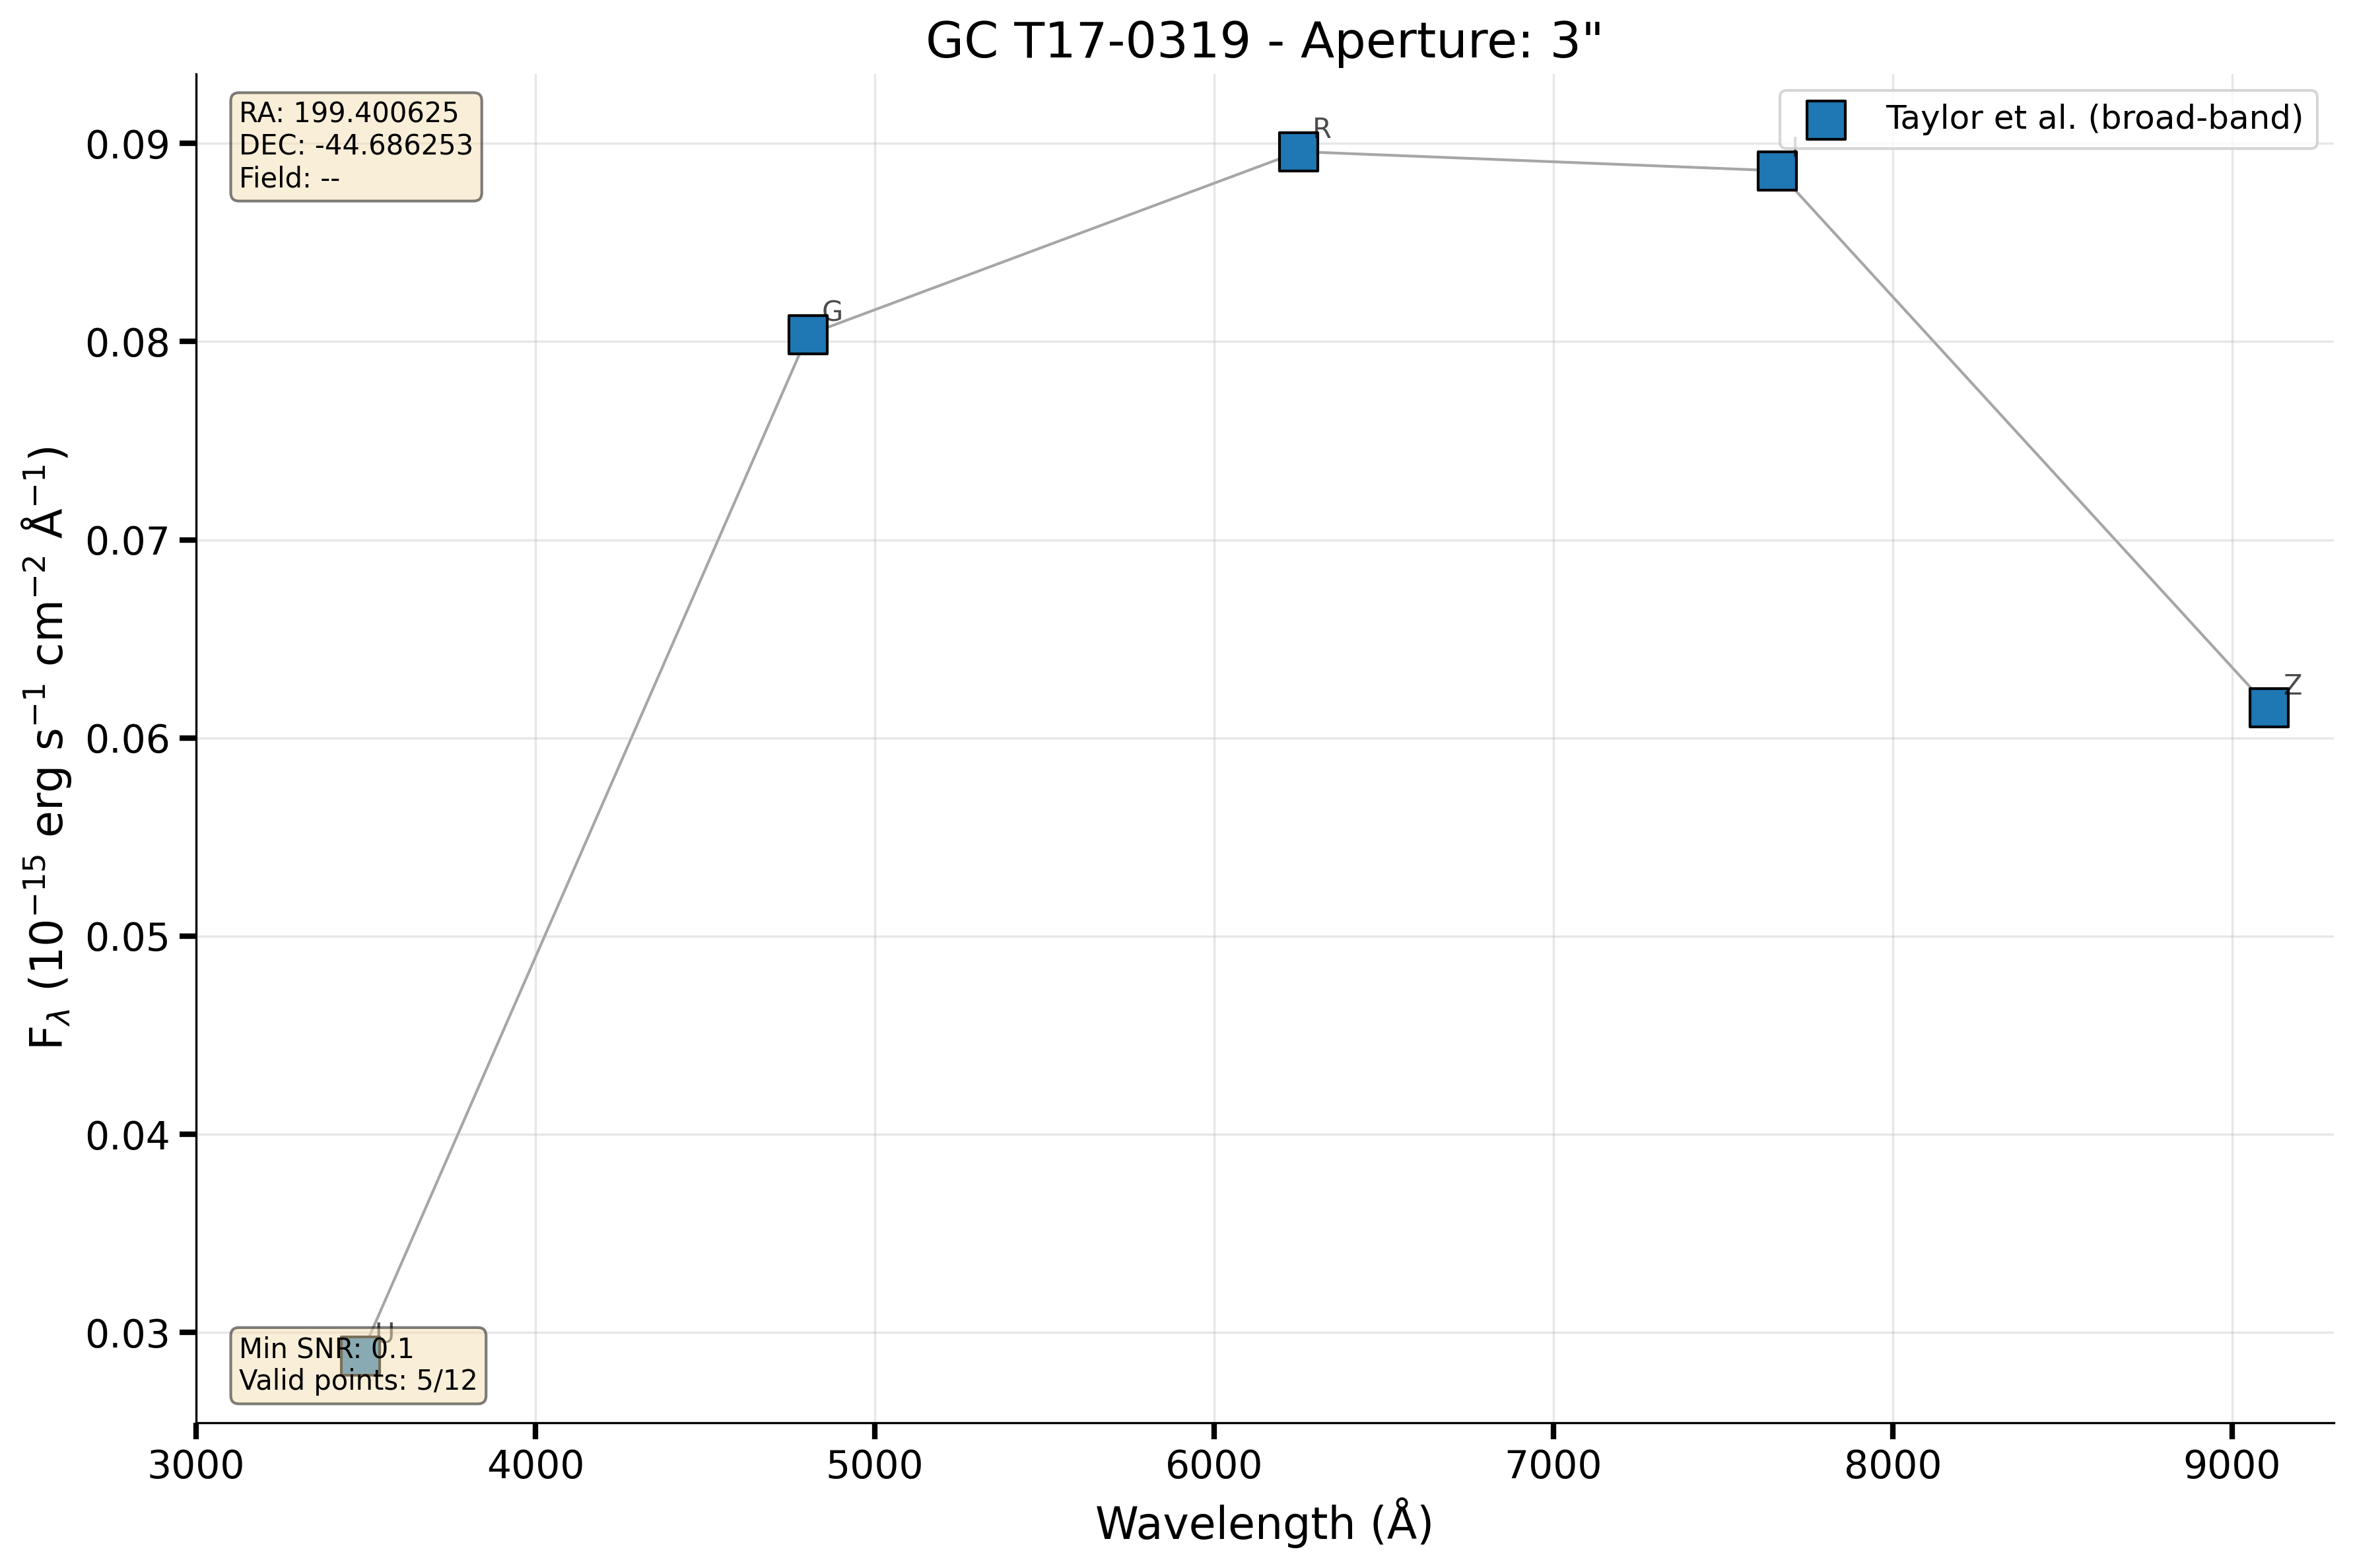 GC T17-0319 - Aperture: 3"
RA: 199.400625
DEC: -44.686253
Field: --
Taylor et al. (broad-band)
R
G
Z
U
Min SNR: 0.1
Valid points: 5/12
0.09
0.08
0.07
0.06
0.05
0.04
0.03
F_λ (10⁻¹⁵ erg s⁻¹ cm⁻² Å⁻¹)
3000 4000 5000 6000 7000 8000 9000
Wavelength (Å)